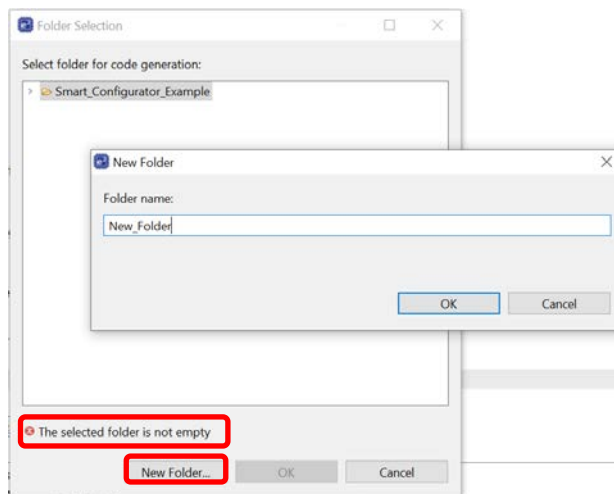 Folder Selection
Select folder for code generation:
Smart_Configurator_Example
New Folder
Folder name:
New_Folder
OK Cancel
The selected folder is not empty
New Folder... OK Cancel